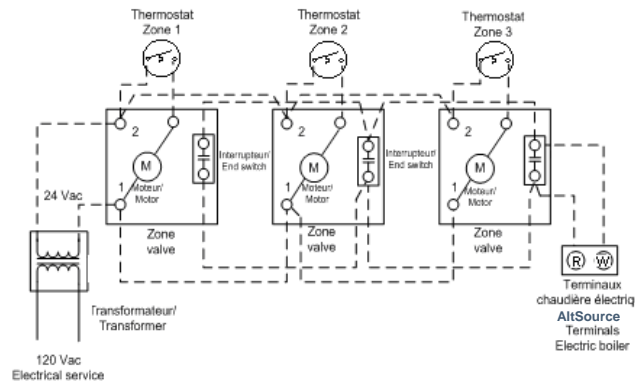 Thermostat
Zone 1
Thermostat
Zone 2
Thermostat
Zone 3
2
M
1
Moteur/
Motor
Interrupteur/
End switch
2
M
1
Moteur/
Motor
Interrupteur/
End switch
2
M
1
Moteur/
Motor
24 Vac
Zone
valve
Zone
valve
Zone
valve
R W
Transformateur/
Transformer
Terminaux
chaudière électriq
AltSource
Terminals
Electric boiler
120 Vac
Electrical service